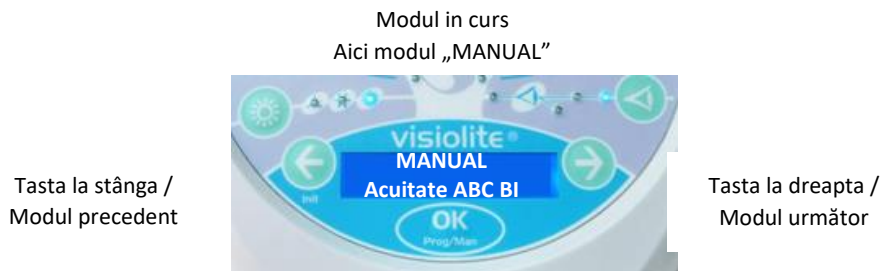 Modul in curs
Aici modul „MANUAL”
visiolite®
MANUAL
Acuitate ABC BI
Init
OK
Prog/Man
Tasta la stânga /
Modul precedent
Tasta la dreapta /
Modul următor